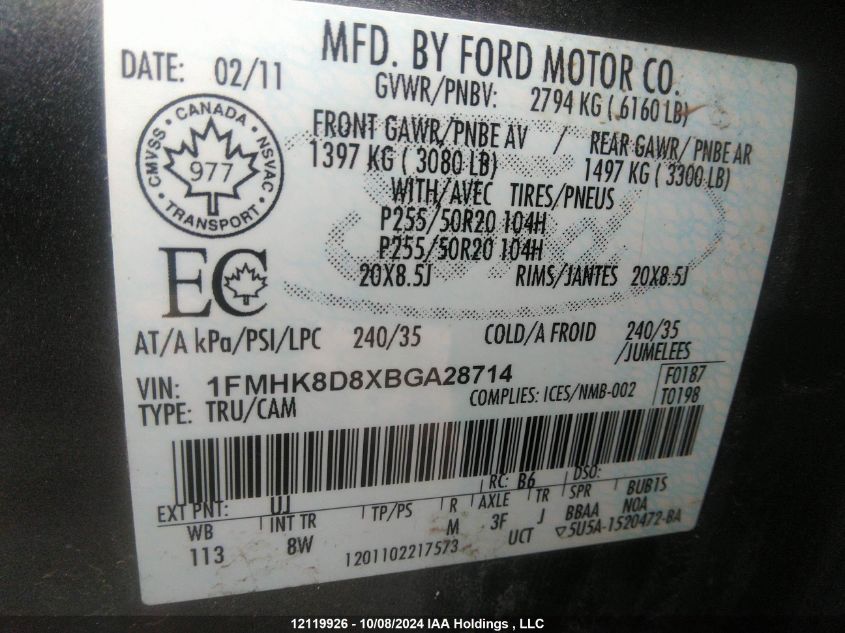 MFD. BY FORD MOTOR CO.
DATE: 02/11
GVWR/PNBV: 2794 KG ( 6160 LB)
FRONT GAWR/PNBE AV / REAR GAWR/ PNBE AR
1397 KG ( 3080 LB) 1497 KG ( 3300 LB)
WITH/AVEC TIRES/PNEUS
P255/50R20 104H
P255/50R20 104H
20X8.5J RIMS/JANTES 20X8.5J
CMVSS · CANADA · NSVAC
977
TRANSPORT
EC
AT/A kPa/PSI/LPC 240/35 COLD/A FROID 240/35
/JUMELEES
VIN: 1FMHK8D8XBGA28714
F0187
TYPE: TRU/CAM COMPLIES: ICES/NMB-002 T0198
EXT PNT: UJ RC: B6 DSO:
WB INT TR TP/PS R AXLE TR SPR BUB1S
113 8W M 3F J BBAA NOA
1201102217573 UCT ▽5U5A-1520472-BA
12119926 - 10/08/2024 IAA Holdings , LLC